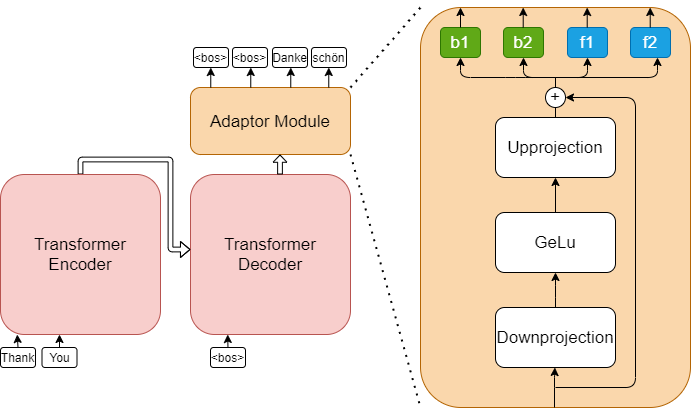 <bos> <bos> Danke schön
Adaptor Module
Transformer
Encoder
Transformer
Decoder
Thank You
<bos>
b1 b2 f1 f2
+
Upprojection
GeLu
Downprojection